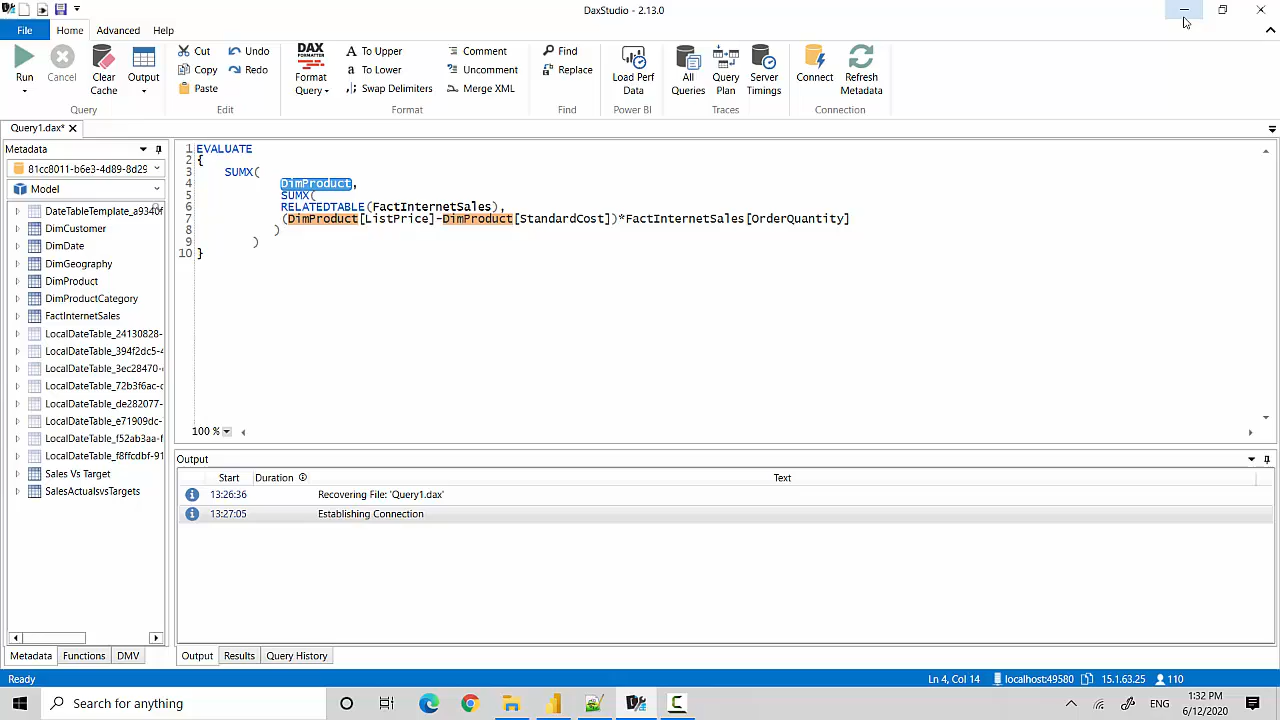 DaxStudio - 2.13.0
File Home Advanced Help
Run Cancel Clear Cache Output
Query
Cut Undo
Copy Redo
Paste
Edit
DAX FORMATTER
Format Query
To Upper
To Lower
Swap Delimiters
Comment
Uncomment
Merge XML
Format
Find
Replace
Find
Load Perf Data
Power BI
All Queries Query Plan Server Timings
Traces
Connect Refresh Metadata
Connection
Query1.dax*
Metadata
81cc8011-b6e3-4d89-8d29
Model
DateTableTemplate_a9340f
DimCustomer
DimDate
DimGeography
DimProduct
DimProductCategory
FactInternetSales
LocalDateTable_24130828-
LocalDateTable_394f2dc5-4
LocalDateTable_3ec28470-c
LocalDateTable_72b3f6ac-c
LocalDateTable_de282077-
LocalDateTable_e71909dc-
LocalDateTable_f52ab3aa-f
LocalDateTable_f8ffcdbf-91
Sales Vs Target
SalesActualsvsTargets
Metadata Functions DMV
1 EVALUATE
2 {
3 SUMX(
4 DimProduct,
5 SUMX(
6 RELATEDTABLE(FactInternetSales),
7 (DimProduct[ListPrice]-DimProduct[StandardCost])*FactInternetSales[OrderQuantity]
8 )
9 )
10 }
100 %
Output
Start Duration Text
13:26:36 Recovering File: 'Query1.dax'
13:27:05 Establishing Connection
Output Results Query History
Ready Ln 4, Col 14 localhost:49580 15.1.63.25 110
Search for anything
ENG
1:32 PM
6/12/2020